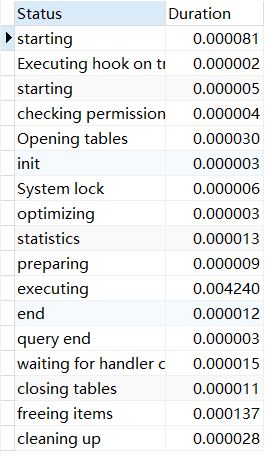 Status Duration
starting 0.000081
Executing hook on tr 0.000002
starting 0.000005
checking permission 0.000004
Opening tables 0.000030
init 0.000003
System lock 0.000006
optimizing 0.000003
statistics 0.000013
preparing 0.000009
executing 0.004240
end 0.000012
query end 0.000003
waiting for handler c 0.000015
closing tables 0.000011
freeing items 0.000137
cleaning up 0.000028